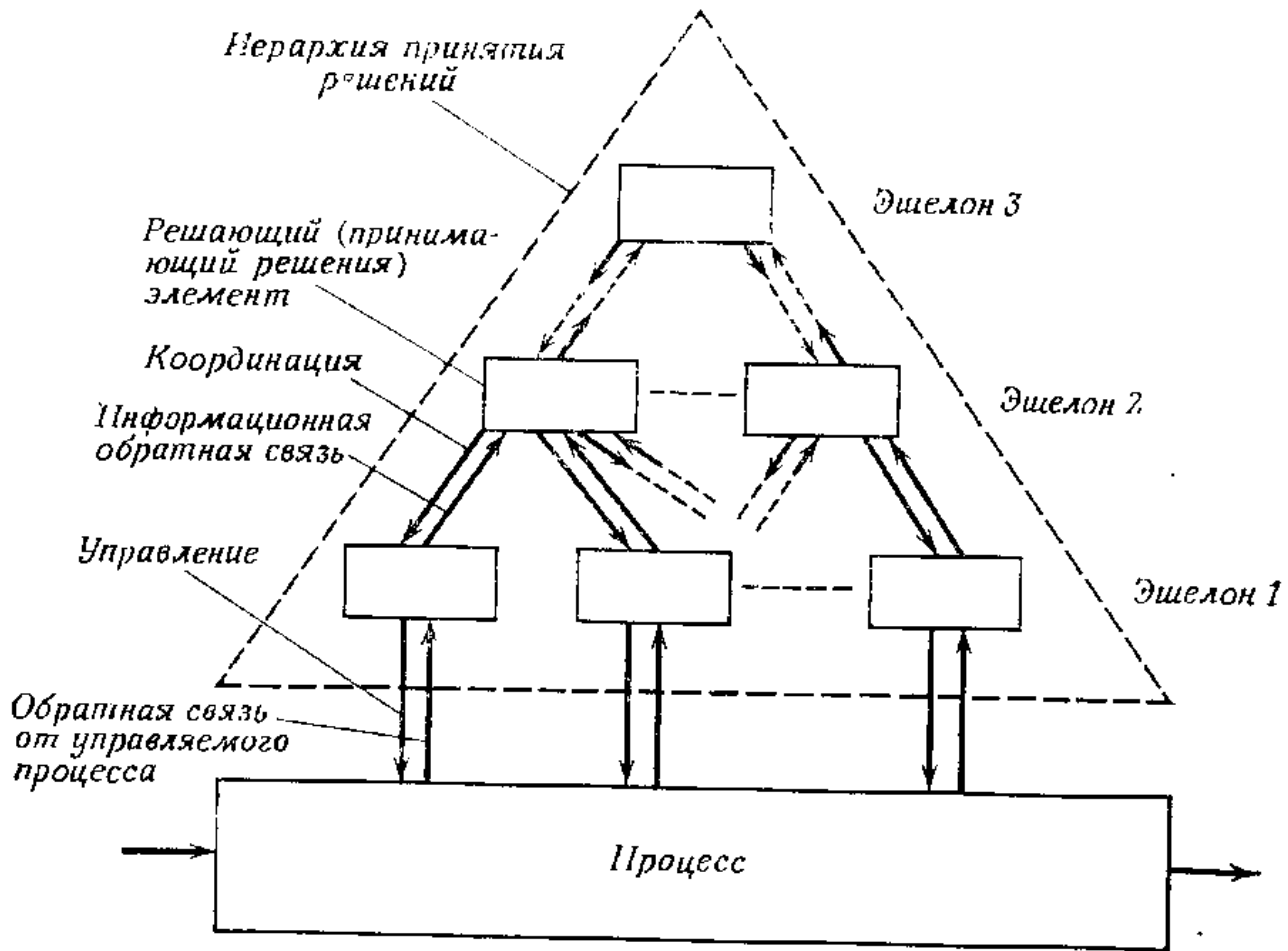 Иерархия принятия
решений
Эшелон 3
Решающий (принима-
ющий решения)
элемент
Координация
Эшелон 2
Информационная
обратная связь
Управление
Эшелон 1
Обратная связь
от управляемого
процесса
Процесс